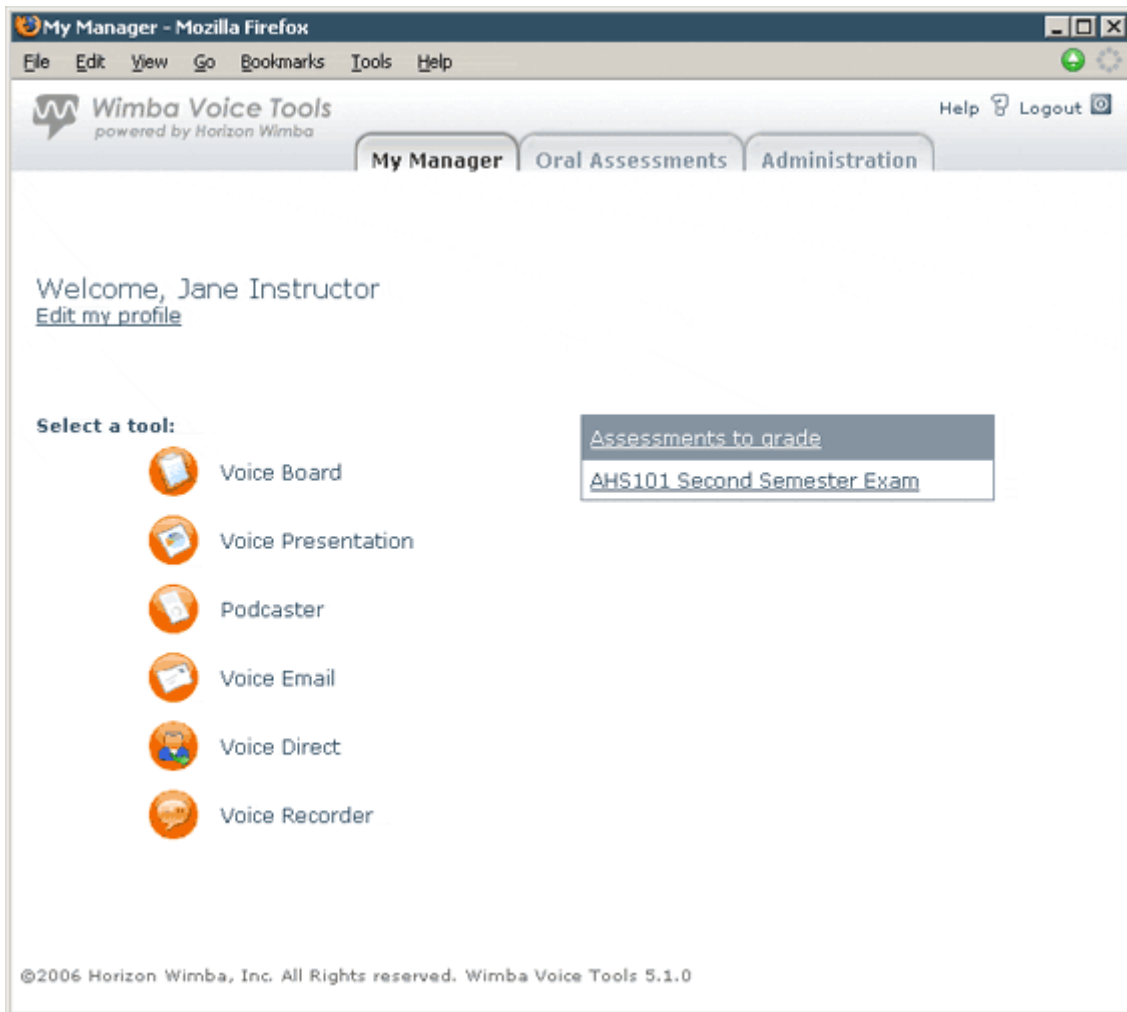 My Manager - Mozilla Firefox
File Edit View Go Bookmarks Tools Help
Wimba Voice Tools
powered by Horizon Wimba
Help Logout
My Manager Oral Assessments Administration
Welcome, Jane Instructor
Edit my profile
Select a tool:
Voice Board
Voice Presentation
Podcaster
Voice Email
Voice Direct
Voice Recorder
Assessments to grade
AHS101 Second Semester Exam
©2006 Horizon Wimba, Inc. All Rights reserved. Wimba Voice Tools 5.1.0